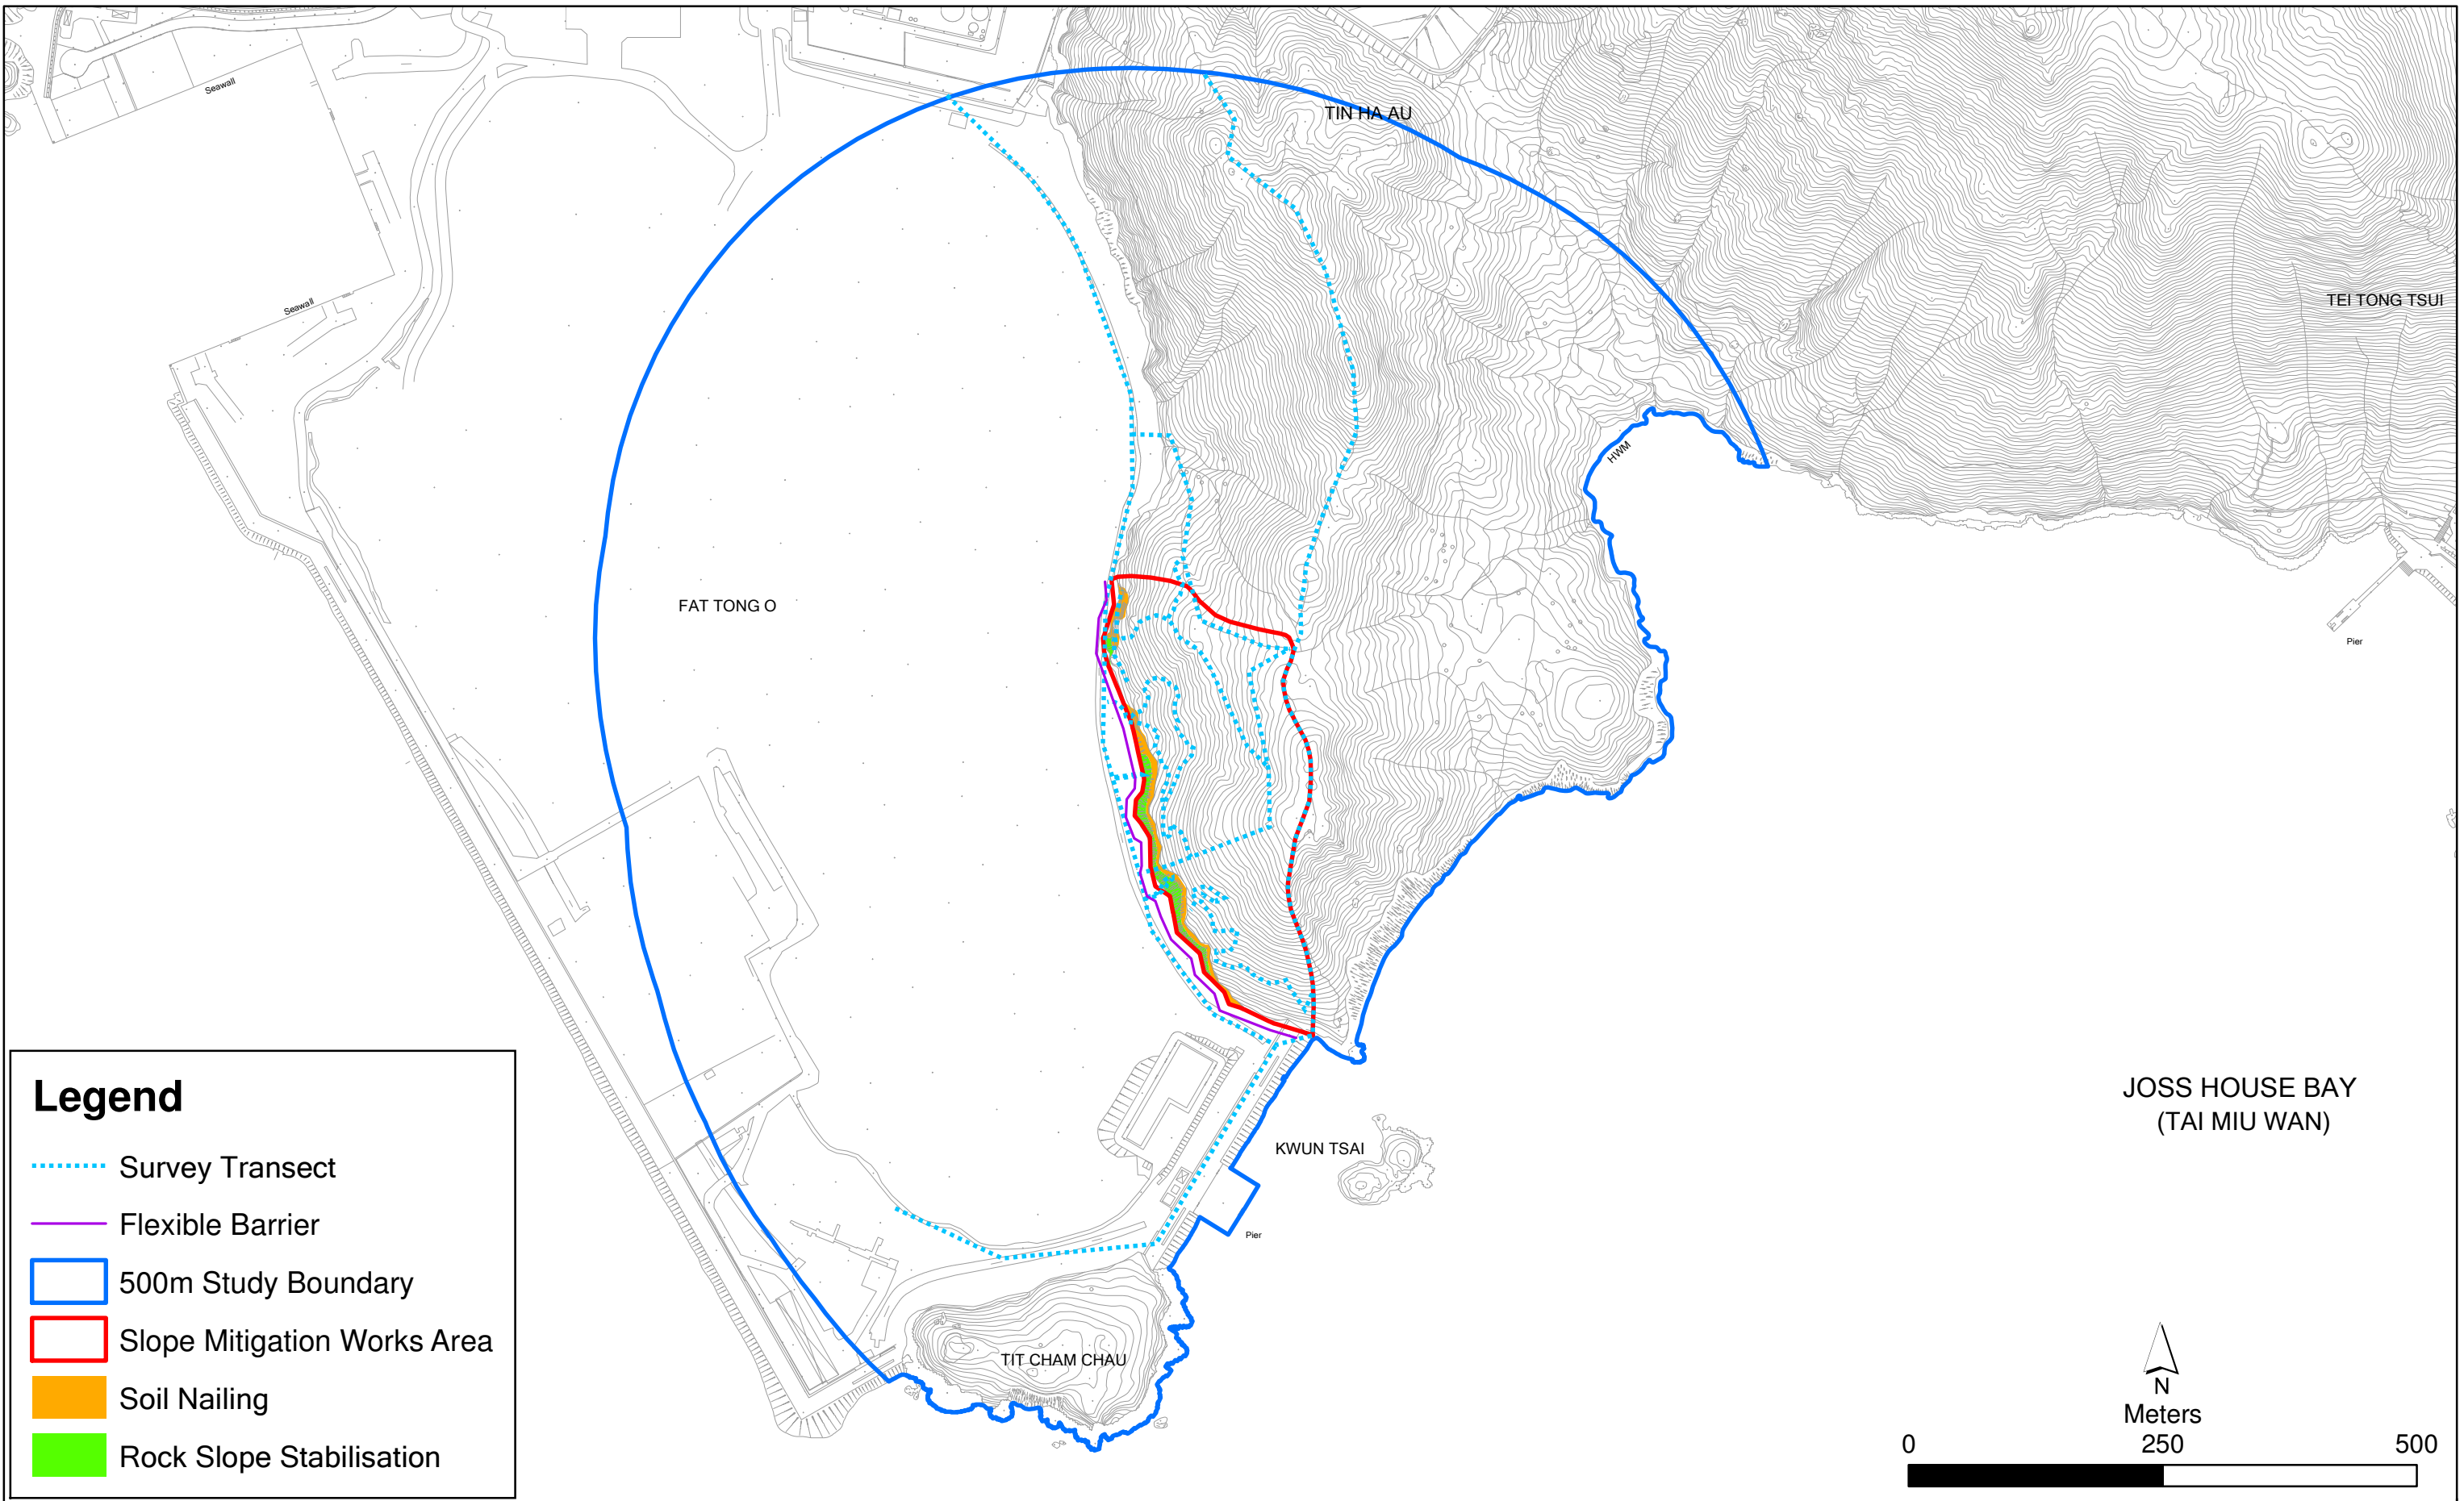 Seawall
TIN HA AU
Seawall
TEI TONG TSUI
HWM
FAT TONG O
Pier
JOSS HOUSE BAY
(TAI MIU WAN)
KWUN TSAI
Pier
TIT CHAM CHAU
Legend
Survey Transect
Flexible Barrier
500m Study Boundary
Slope Mitigation Works Area
Soil Nailing
Rock Slope Stabilisation
N
Meters
0 250 500